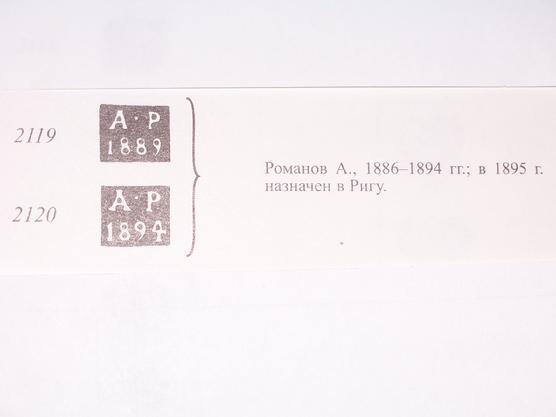 2119
А·Р
1889
Романов А., 1886–1894 гг.; в 1895 г.
назначен в Ригу.
2120
А·Р
1894